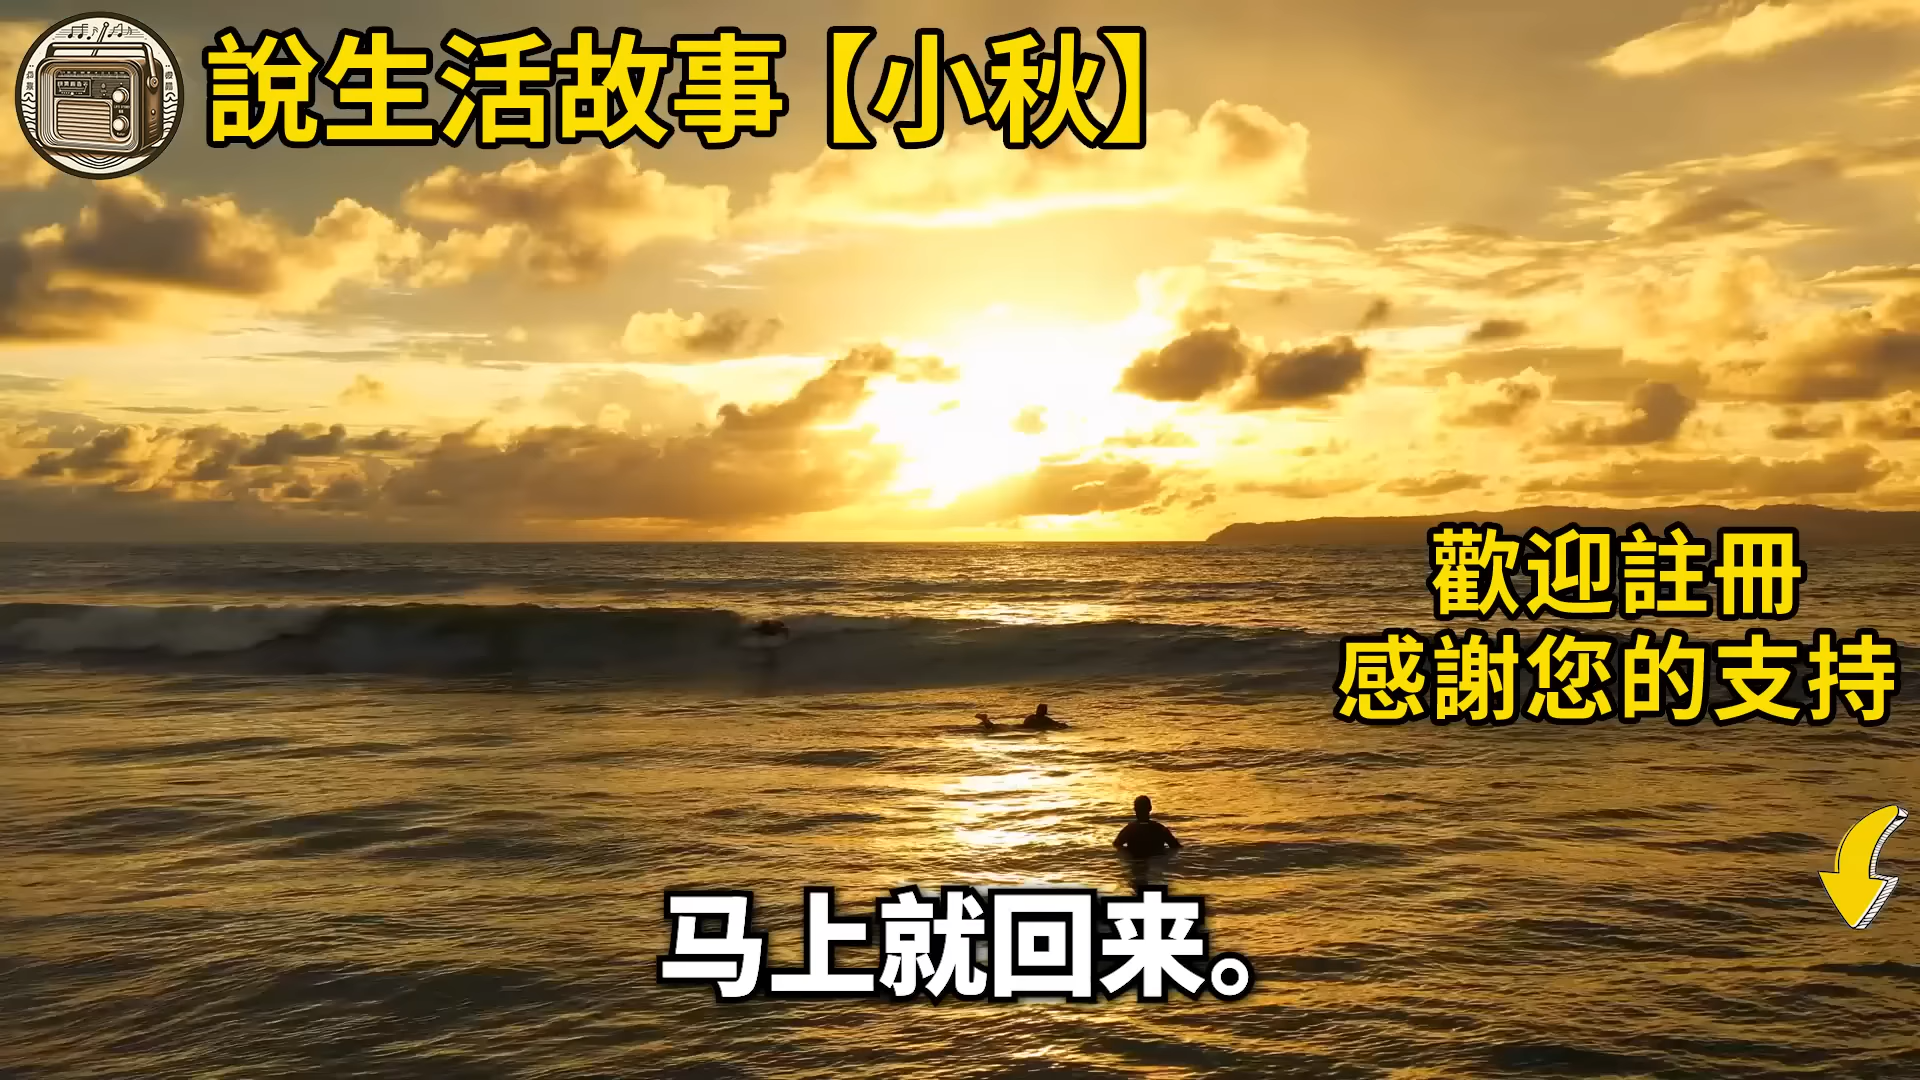 說生活故事【小秋】
歡迎註冊
感謝您的支持
马上就回来。